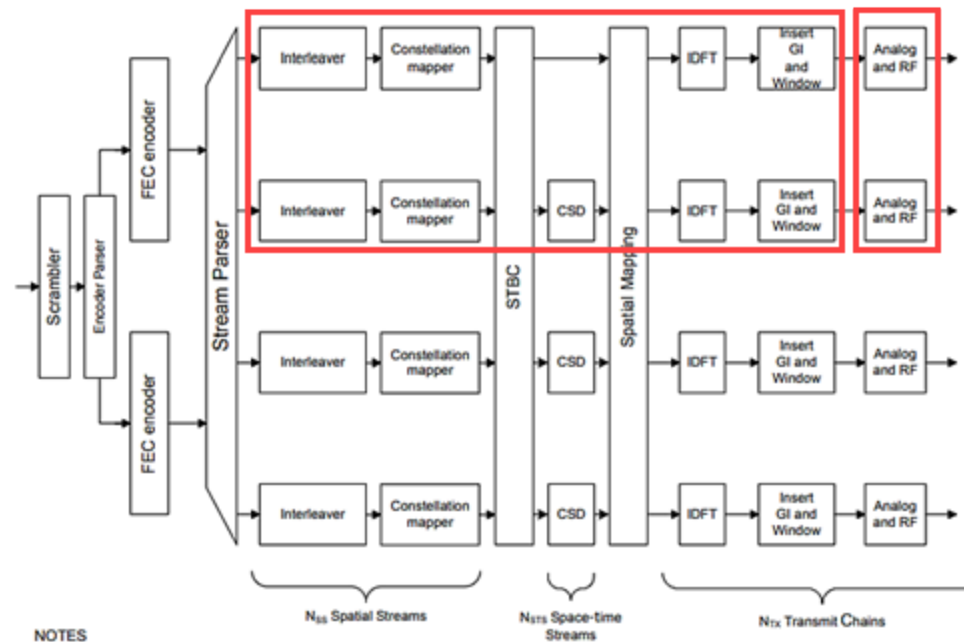 Interleaver
Constellation
mapper
IDFT
Insert
GI
and
Window
Analog
and RF
FEC encoder
Interleaver
Constellation
mapper
CSD
IDFT
Insert
GI and
Window
Analog
and RF
Scrambler
Encoder Parser
Stream Parser
STBC
Spatial Mapping
FEC encoder
Interleaver
Constellation
mapper
CSD
IDFT
Insert
GI and
Window
Analog
and RF
Interleaver
Constellation
mapper
CSD
IDFT
Insert
GI and
Window
Analog
and RF
NSS Spatial Streams
NSTS Space-time
Streams
NTX Transmit Chains
NOTES